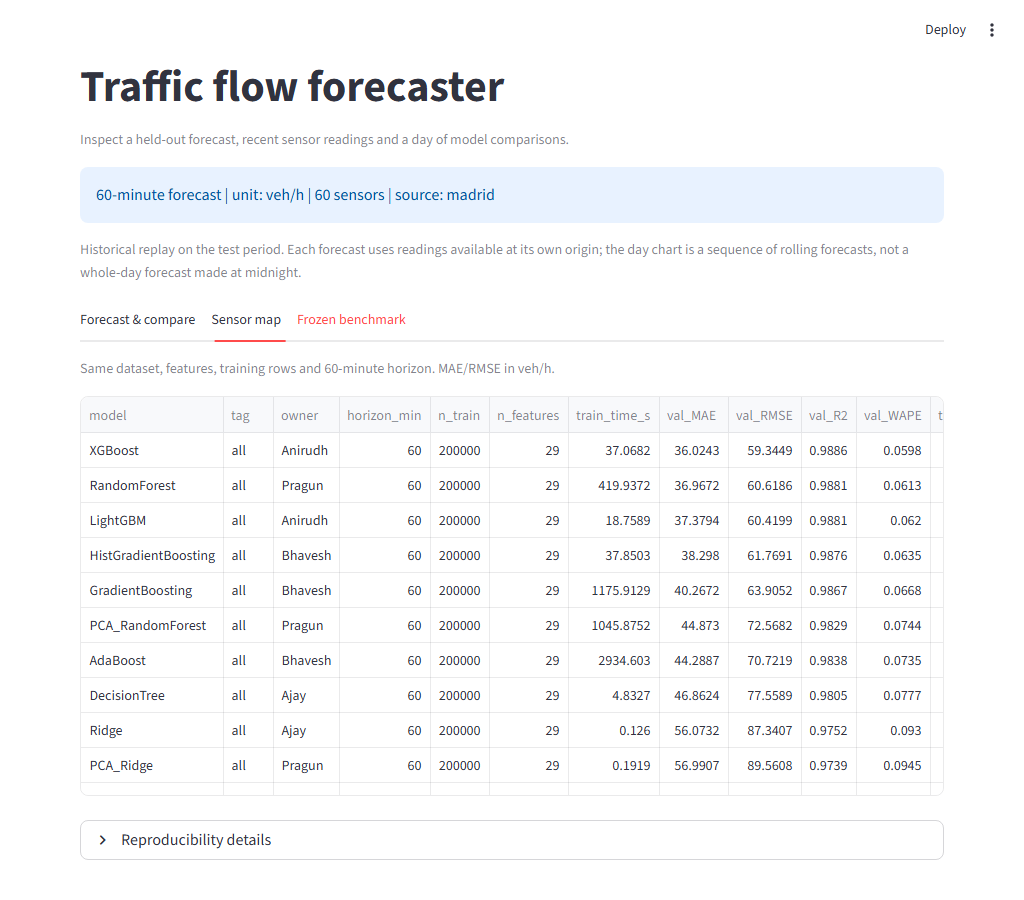 Deploy
Traffic flow forecaster
Inspect a held-out forecast, recent sensor readings and a day of model comparisons.
60-minute forecast | unit: veh/h | 60 sensors | source: madrid
Historical replay on the test period. Each forecast uses readings available at its own origin; the day chart is a sequence of rolling forecasts, not a
whole-day forecast made at midnight.
Forecast & compare Sensor map Frozen benchmark
Same dataset, features, training rows and 60-minute horizon. MAE/RMSE in veh/h.
model tag owner horizon_min n_train n_features train_time_s val_MAE val_RMSE val_R2 val_WAPE t
XGBoost all Anirudh 60 200000 29 37.0682 36.0243 59.3449 0.9886 0.0598
RandomForest all Pragun 60 200000 29 419.9372 36.9672 60.6186 0.9881 0.0613
LightGBM all Anirudh 60 200000 29 18.7589 37.3794 60.4199 0.9881 0.062
HistGradientBoosting all Bhavesh 60 200000 29 37.8503 38.298 61.7691 0.9876 0.0635
GradientBoosting all Bhavesh 60 200000 29 1175.9129 40.2672 63.9052 0.9867 0.0668
PCA_RandomForest all Pragun 60 200000 29 1045.8752 44.873 72.5682 0.9829 0.0744
AdaBoost all Bhavesh 60 200000 29 2934.603 44.2887 70.7219 0.9838 0.0735
DecisionTree all Ajay 60 200000 29 4.8327 46.8624 77.5589 0.9805 0.0777
Ridge all Ajay 60 200000 29 0.126 56.0732 87.3407 0.9752 0.093
PCA_Ridge all Pragun 60 200000 29 0.1919 56.9907 89.5608 0.9739 0.0945
Reproducibility details